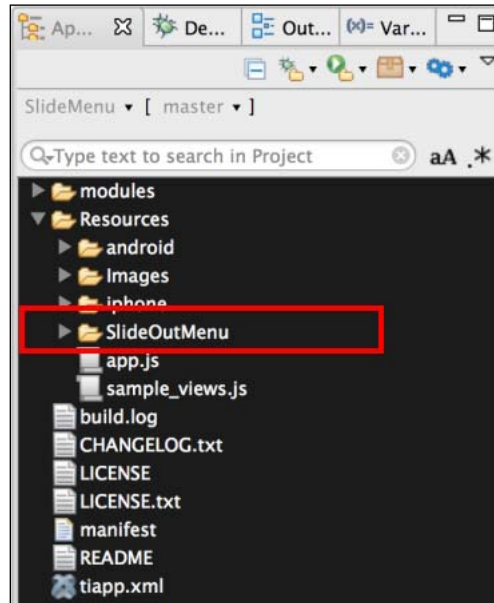 Ap... De... Out... (x)= Var...
SlideMenu [ master ]
Type text to search in Project aA .*
modules
Resources
android
Images
iphone
SlideOutMenu
app.js
sample_views.js
build.log
CHANGELOG.txt
LICENSE
LICENSE.txt
manifest
README
tiapp.xml